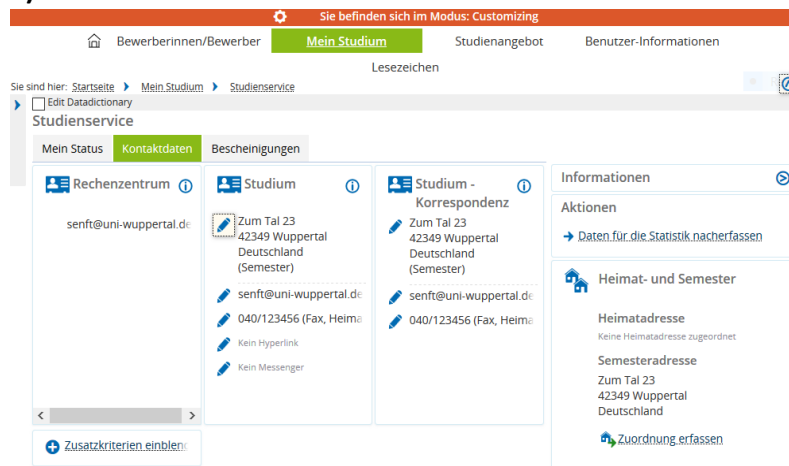 Sie befinden sich im Modus: Customizing
Bewerberinnen/Bewerber Mein Studium Studienangebot Benutzer-Informationen
Lesezeichen
Sie sind hier: Startseite Mein Studium Studienservice
Edit Datadictionary
Studienservice
Mein Status Kontaktdaten Bescheinigungen
Rechenzentrum
senft@uni-wuppertal.de
Zusatzkriterien einblend
Studium
Zum Tal 23
42349 Wuppertal
Deutschland
(Semester)
senft@uni-wuppertal.de
040/123456 (Fax, Heima
Kein Hyperlink
Kein Messenger
Studium -
Korrespondenz
Zum Tal 23
42349 Wuppertal
Deutschland
(Semester)
senft@uni-wuppertal.de
040/123456 (Fax, Heima
Informationen
Aktionen
Daten für die Statistik nacherfassen
Heimat- und Semester
Heimatadresse
Keine Heimatadresse zugeordnet
Semesteradresse
Zum Tal 23
42349 Wuppertal
Deutschland
Zuordnung erfassen